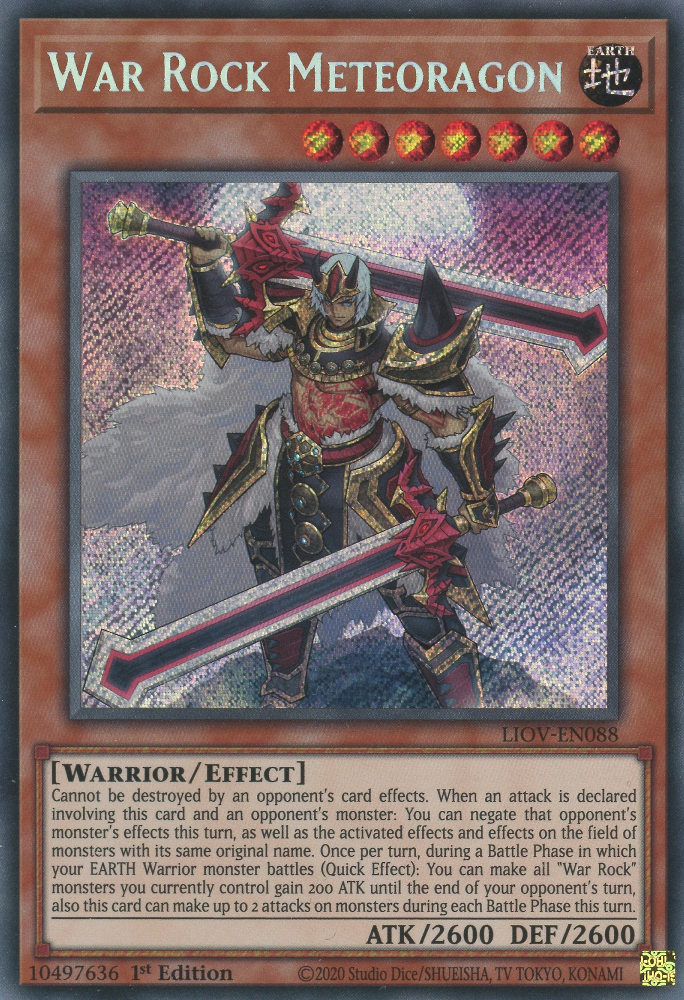 WAR ROCK METEORAGON
EARTH
地
LIOV-EN088
[WARRIOR/EFFECT]
Cannot be destroyed by an opponent's card effects. When an attack is declared
involving this card and an opponent's monster: You can negate that opponent's
monster's effects this turn, as well as the activated effects and effects on the field of
monsters with its same original name. Once per turn, during a Battle Phase in which
your EARTH Warrior monster battles (Quick Effect): You can make all "War Rock"
monsters you currently control gain 200 ATK until the end of your opponent's turn,
also this card can make up to 2 attacks on monsters during each Battle Phase this turn.
ATK/2600 DEF/2600
10497636 1st Edition ©2020 Studio Dice/SHUEISHA, TV TOKYO, KONAMI